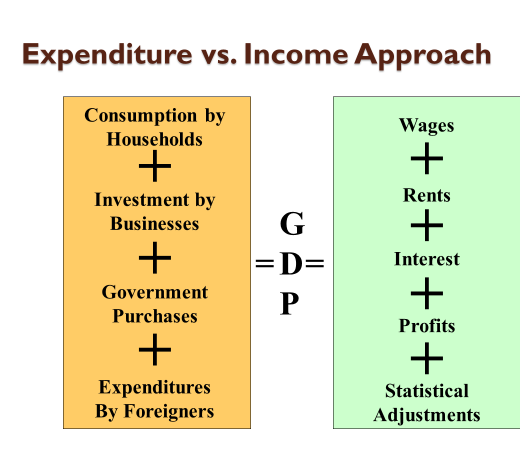 Expenditure vs. Income Approach
Consumption by
Households
+
Investment by
Businesses
+
Government
Purchases
+
Expenditures
By Foreigners
= G D P =
Wages
+
Rents
+
Interest
+
Profits
+
Statistical
Adjustments